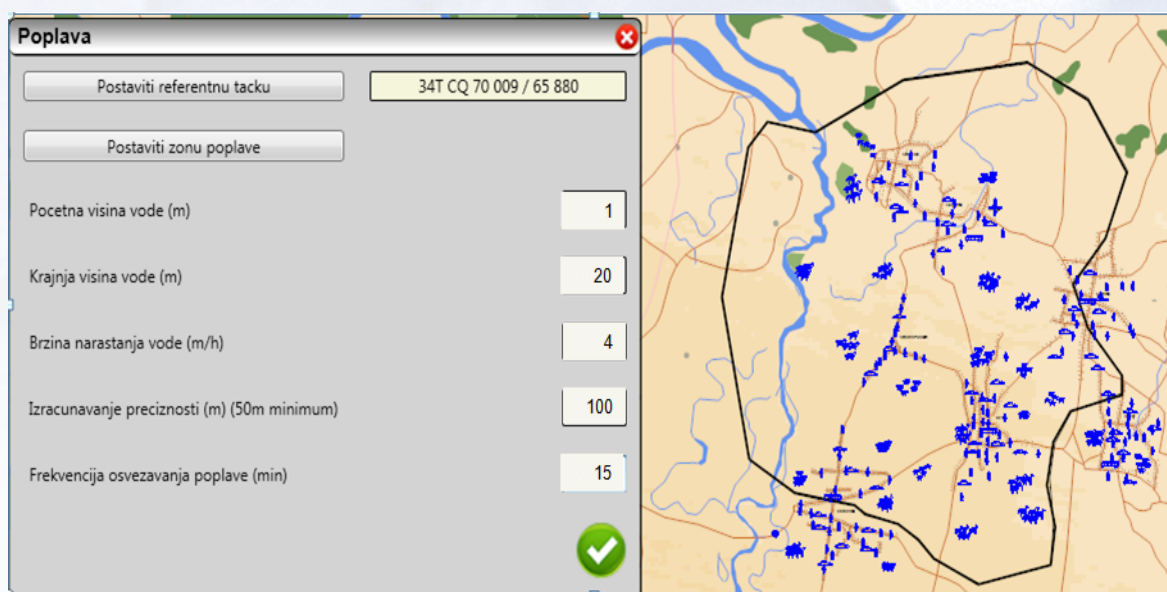 Poplava
Postaviti referentnu tacku
34T CQ 70 009 / 65 880
Postaviti zonu poplave
Pocetna visina vode (m)
1
Krajnja visina vode (m)
20
Brzina narastanja vode (m/h)
4
Izracunavanje preciznosti (m) (50m minimum)
100
Frekvencija osvezavanja poplave (min)
15